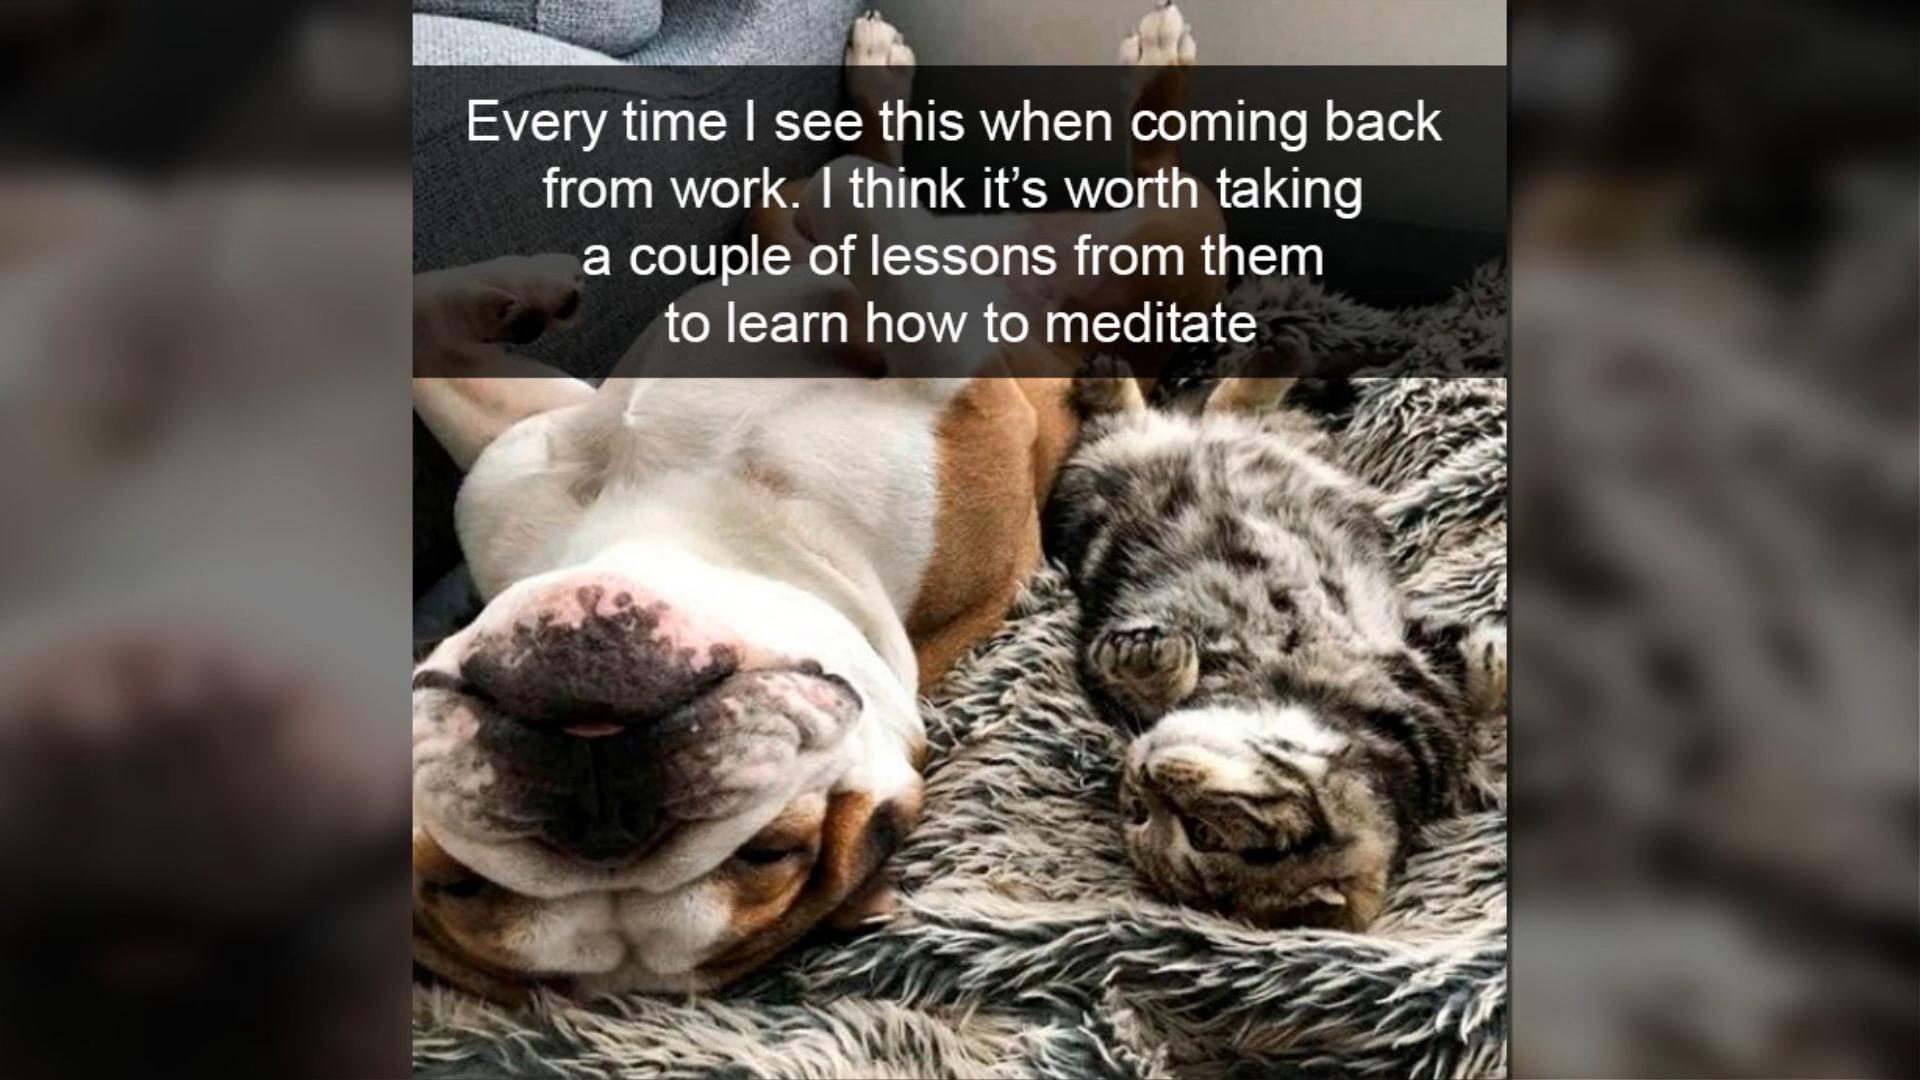 Every time I see this when coming back
from work. I think it’s worth taking
a couple of lessons from them
to learn how to meditate